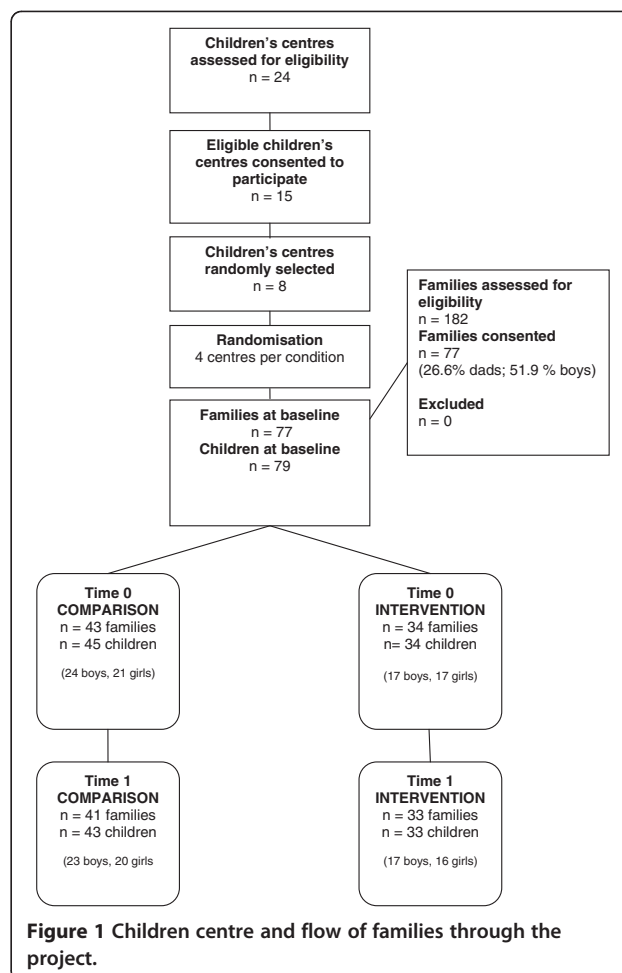 Children's centres
assessed for eligibility
n = 24
Eligible children's
centres consented to
participate
n = 15
Children's centres
randomly selected
n = 8
Randomisation
4 centres per condition
Families assessed for
eligibility
n = 182
Families consented
n = 77
(26.6% dads; 51.9 % boys)
Excluded
n = 0
Families at baseline
n = 77
Children at baseline
n = 79
Time 0
COMPARISON
n = 43 families
n = 45 children
(24 boys, 21 girls)
Time 0
INTERVENTION
n = 34 families
n= 34 children
(17 boys, 17 girls)
Time 1
COMPARISON
n = 41 families
n = 43 children
(23 boys, 20 girls
Time 1
INTERVENTION
n = 33 families
n = 33 children
(17 boys, 16 girls)
Figure 1 Children centre and flow of families through the
project.